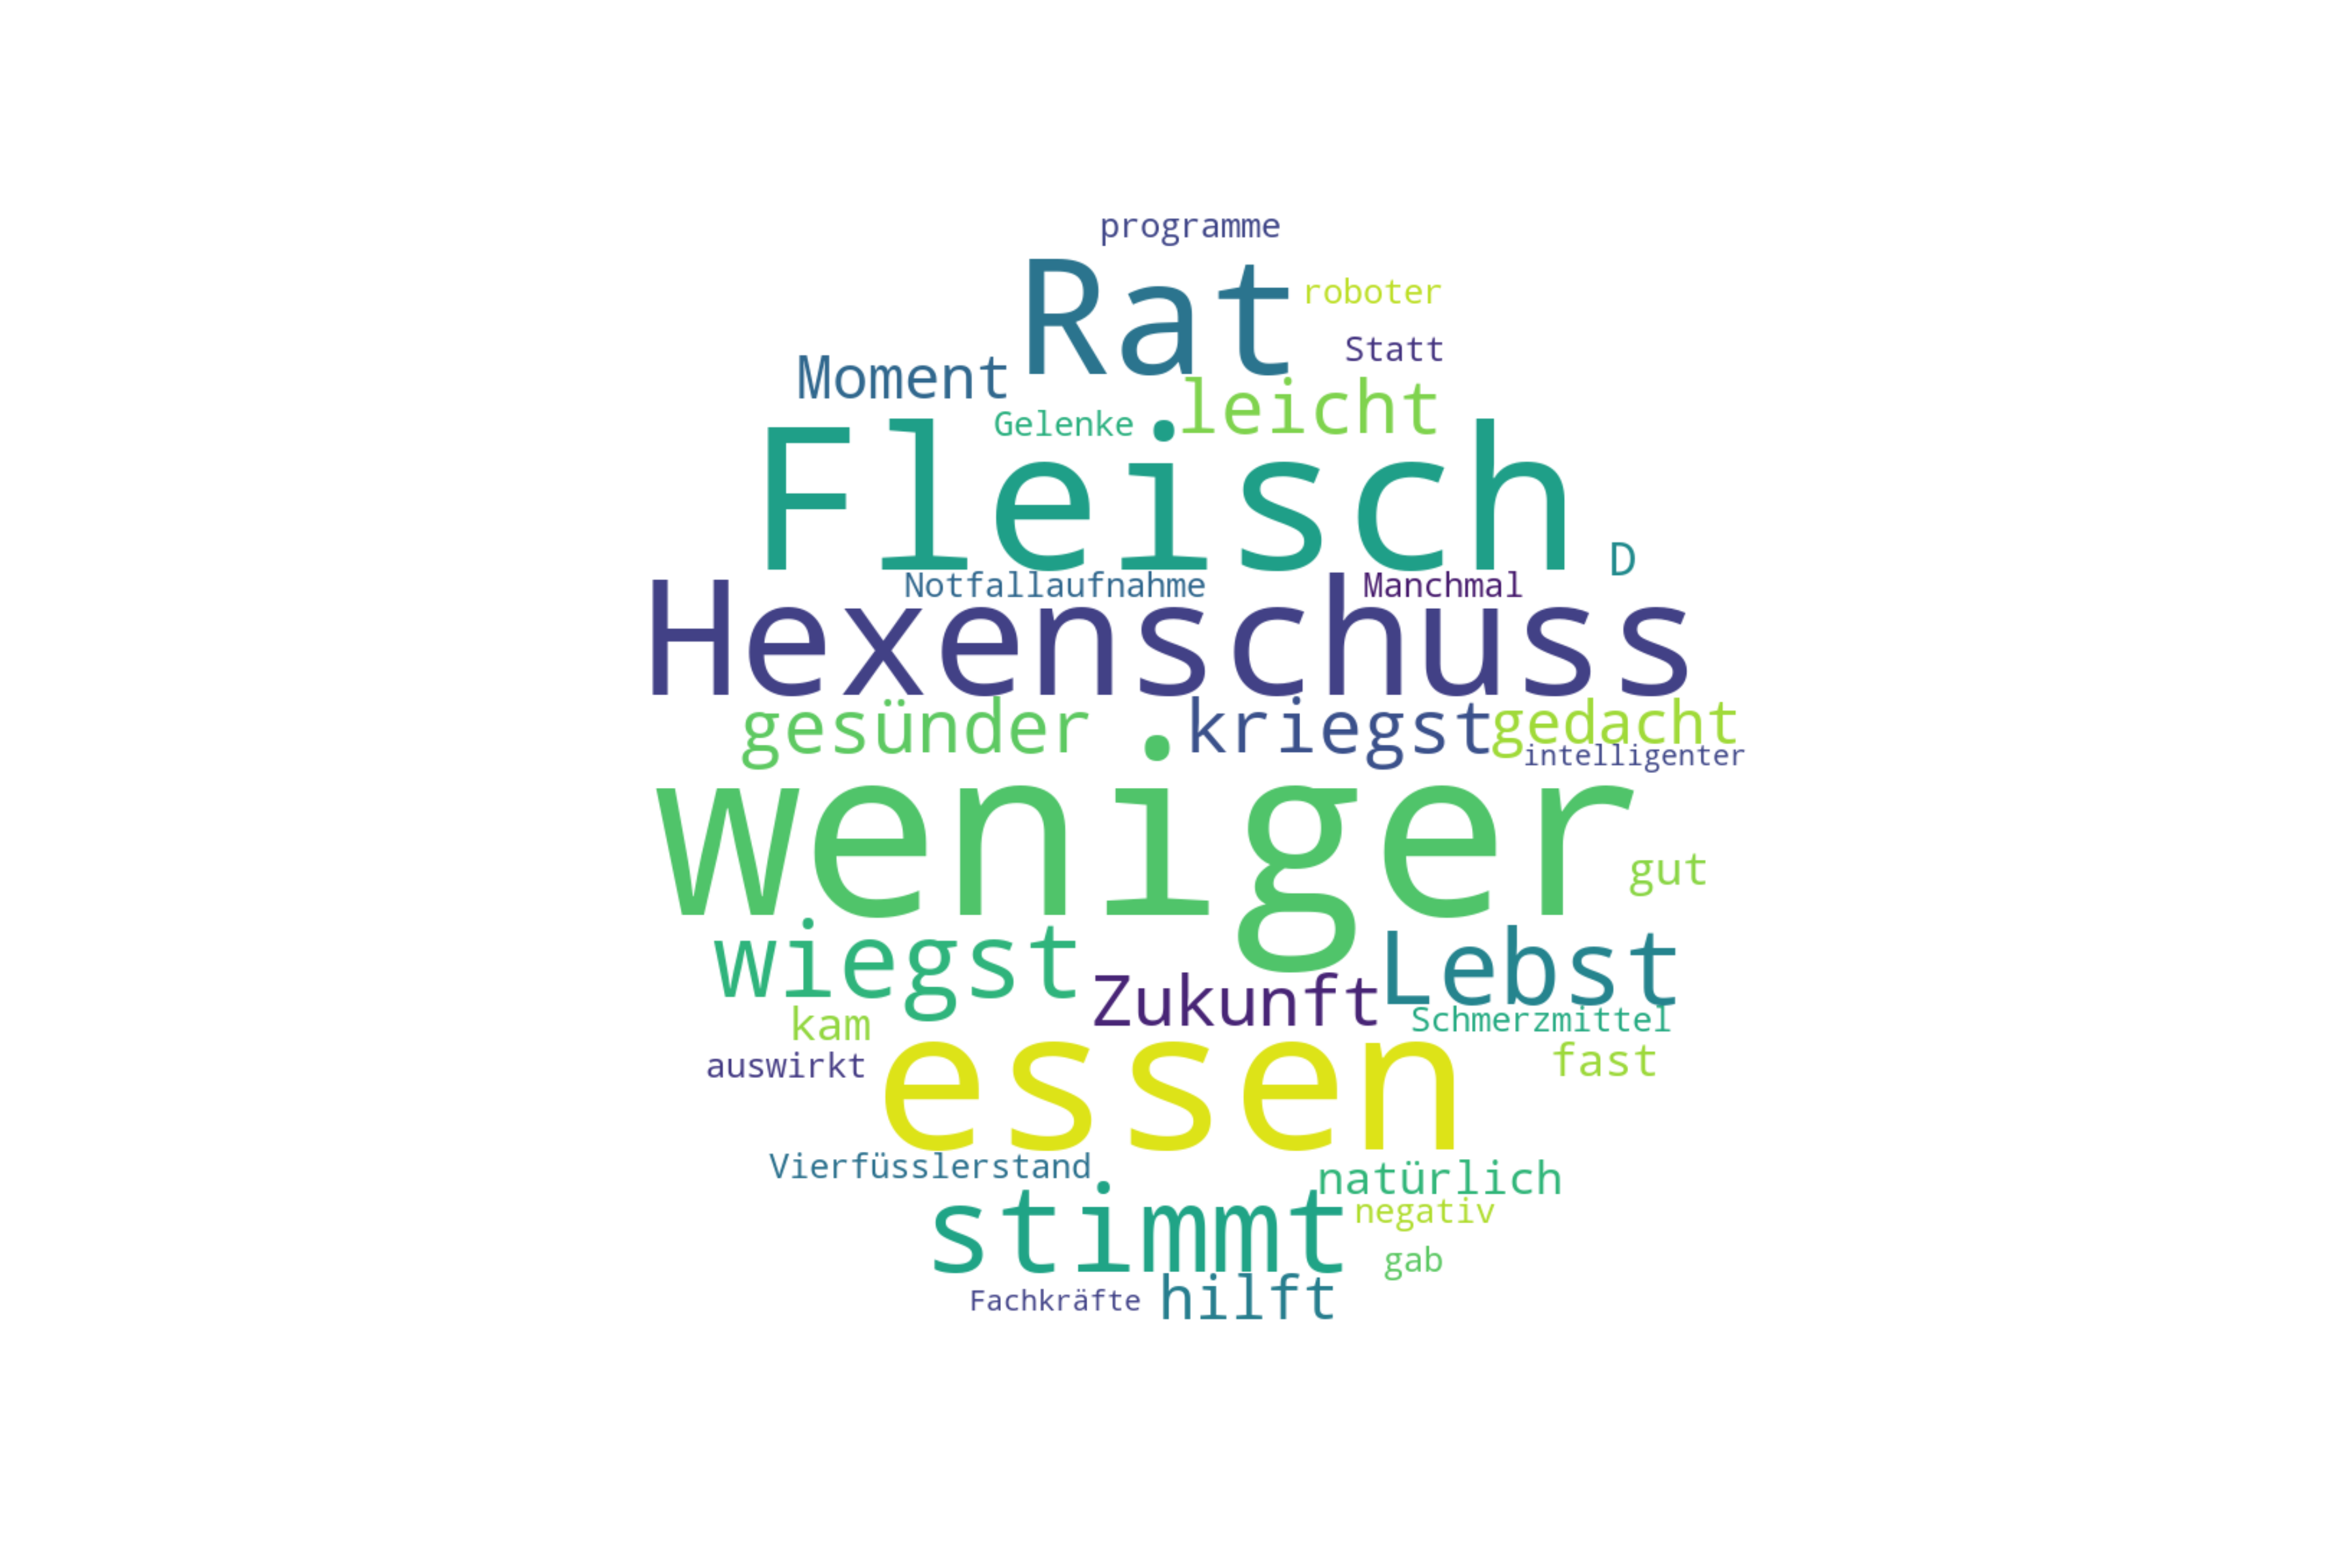 programme
Rat
roboter
Statt
Moment
leicht
Gelenke
Fleisch
D
Notfallaufnahme
Manchmal
Hexenschuss
gesünder
kriegst
gedacht
intelligenter
weniger
gut
wiegst
Lebst
Zukunft
Schmerzmittel
kam
fast
auswirkt
essen
Vierfüsslerstand
natürlich
negativ
stimmt
gab
Fachkräfte
hilft